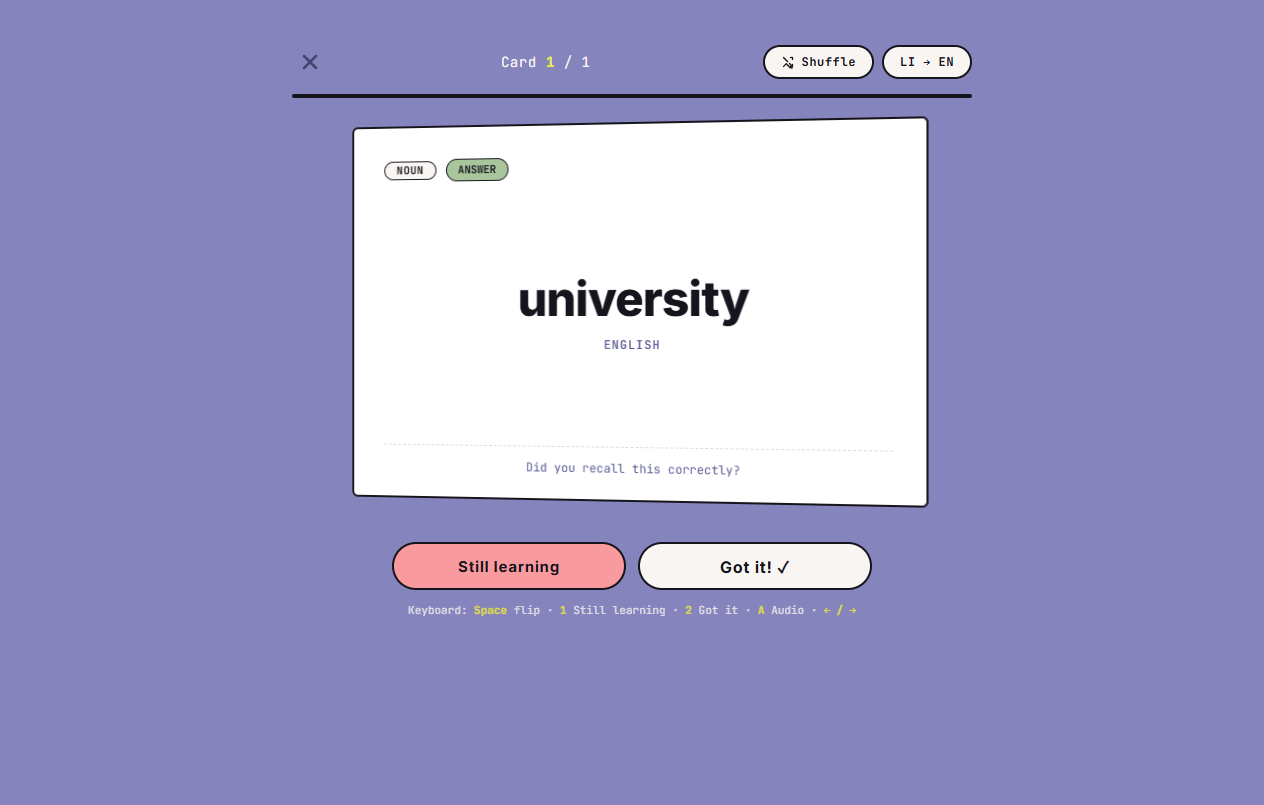 Card 1 / 1
Shuffle
LI → EN
NOUN
ANSWER
university
ENGLISH
Did you recall this correctly?
Still learning
Got it! ✓
Keyboard: Space flip · 1 Still learning · 2 Got it · A Audio · ← / →